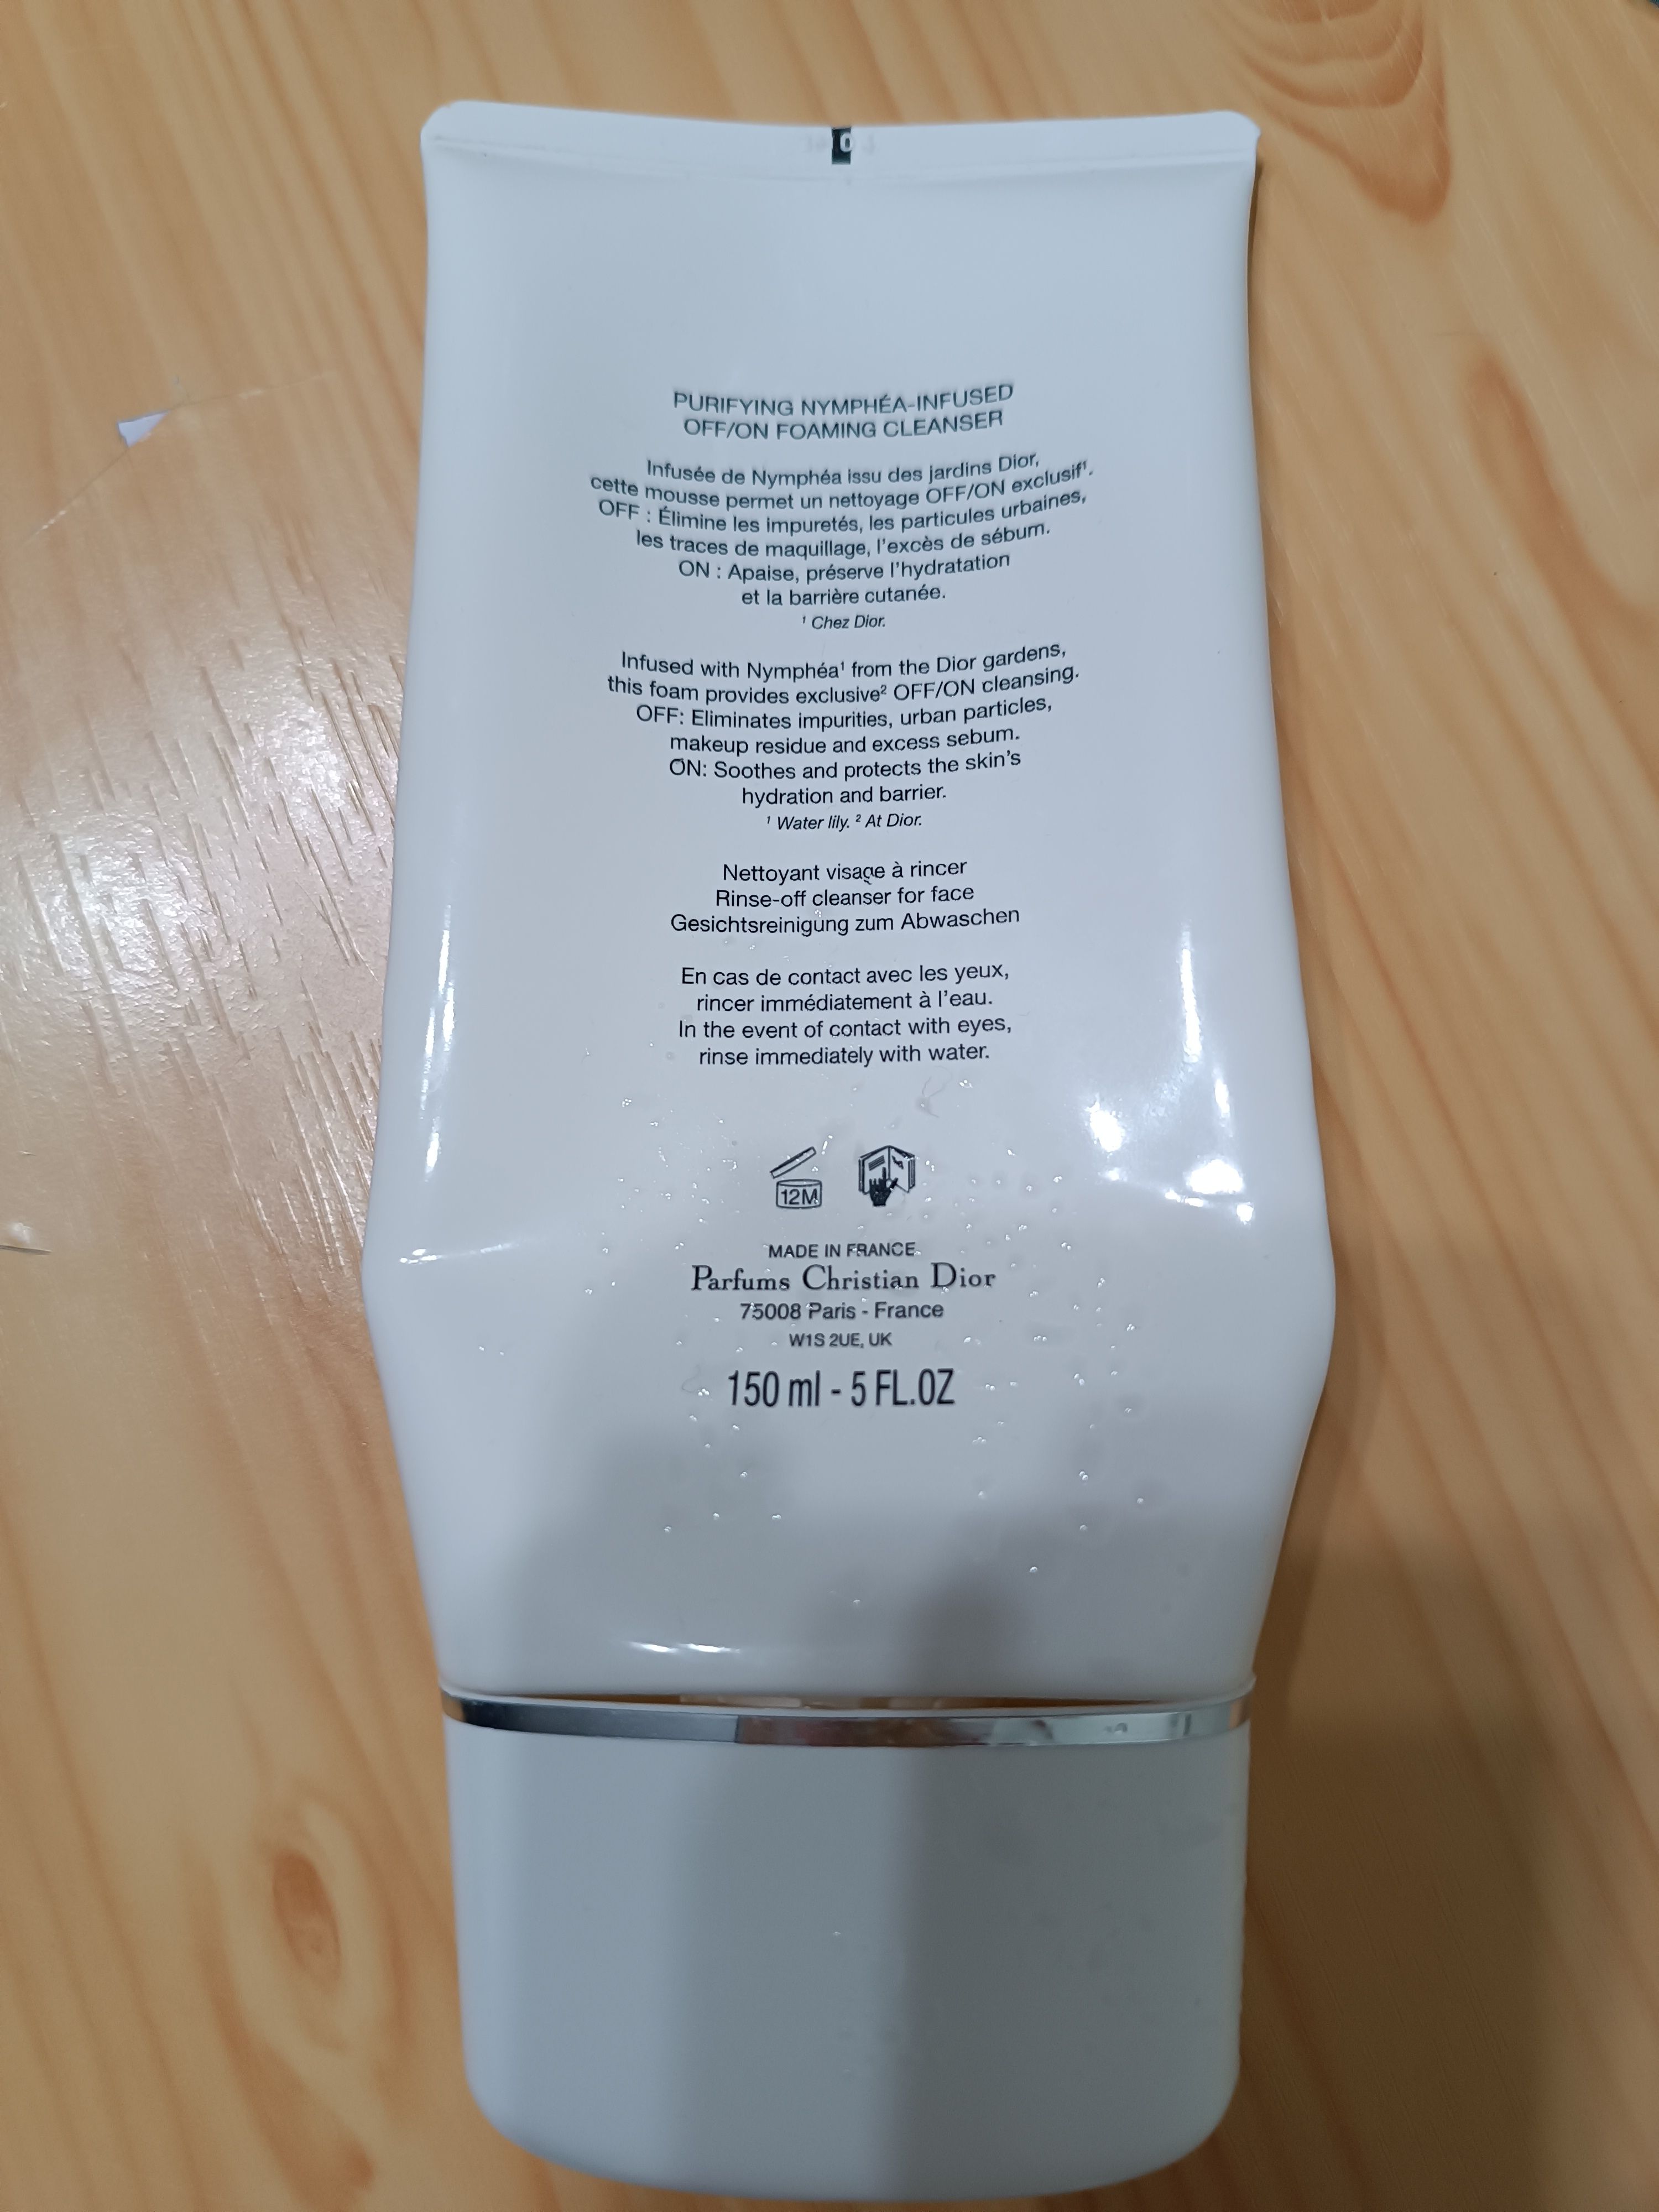 PURIFYING NYMPHÉA-INFUSED
OFF/ON FOAMING CLEANSER
Infusée de Nymphéa issu des jardins Dior,
cette mousse permet un nettoyage OFF/ON exclusif¹.
OFF : Élimine les impuretés, les particules urbaines,
les traces de maquillage, l'excès de sébum.
ON : Apaise, préserve l'hydratation
et la barrière cutanée.
¹ Chez Dior.
Infused with Nymphéa¹ from the Dior gardens,
this foam provides exclusive² OFF/ON cleansing.
OFF: Eliminates impurities, urban particles,
makeup residue and excess sebum.
ON: Soothes and protects the skin's
hydration and barrier.
¹ Water lily. ² At Dior.
Nettoyant visage à rincer
Rinse-off cleanser for face
Gesichtsreinigung zum Abwaschen
En cas de contact avec les yeux,
rincer immédiatement à l'eau.
In the event of contact with eyes,
rinse immediately with water.
12M
MADE IN FRANCE
Parfums Christian Dior
75008 Paris - France
W1S 2UE, UK
150 ml - 5 FL.OZ